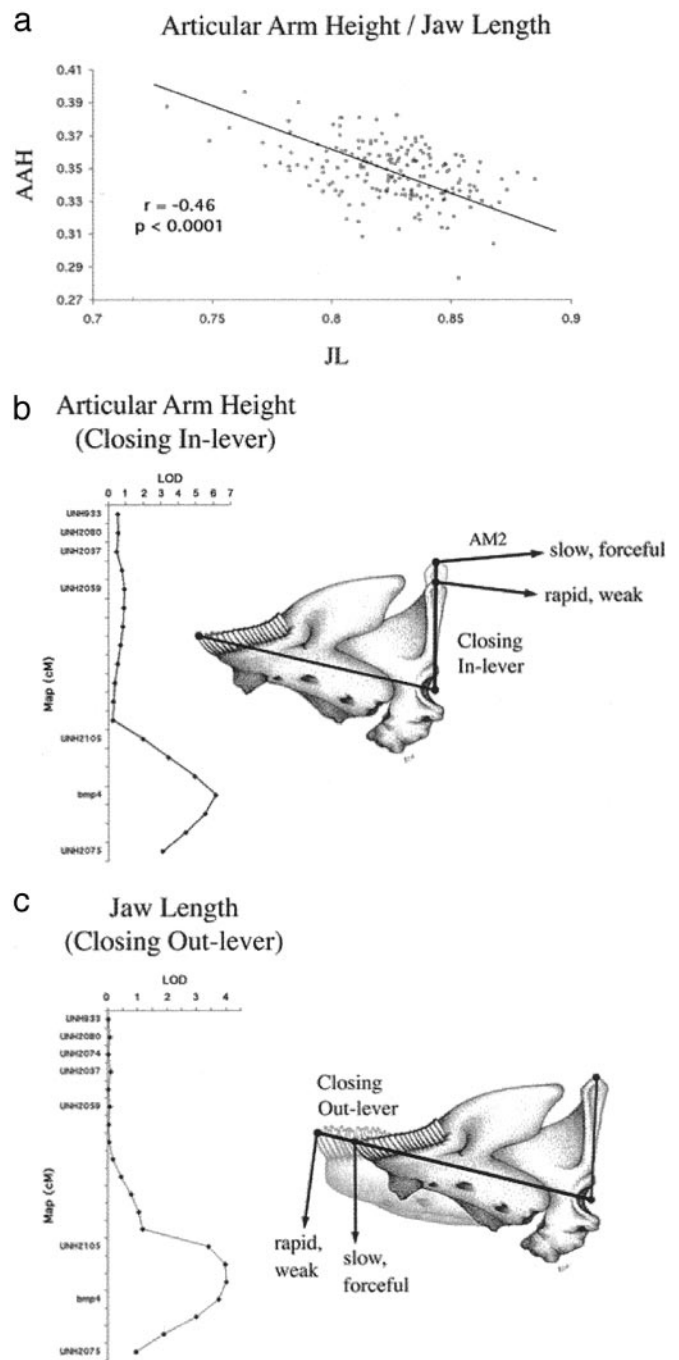 a
Articular Arm Height / Jaw Length
0.41
0.39
0.37
0.35
0.33
0.31
0.29
0.27
AAH
r = -0.46
p < 0.0001
0.7 0.75 0.8 0.85 0.9
JL
b
Articular Arm Height
(Closing In-lever)
LOD
0 1 2 3 4 5 6 7
UNH933
UNH2080
UNH2037
UNH2059
UNH2105
bmp4
UNH2075
Map (cM)
AM2
slow, forceful
rapid, weak
Closing
In-lever
c
Jaw Length
(Closing Out-lever)
LOD
0 1 2 3 4
UNH933
UNH2080
UNH2074
UNH2037
UNH2059
UNH2105
bmp4
UNH2075
Map (cM)
Closing
Out-lever
rapid,
weak
slow,
forceful